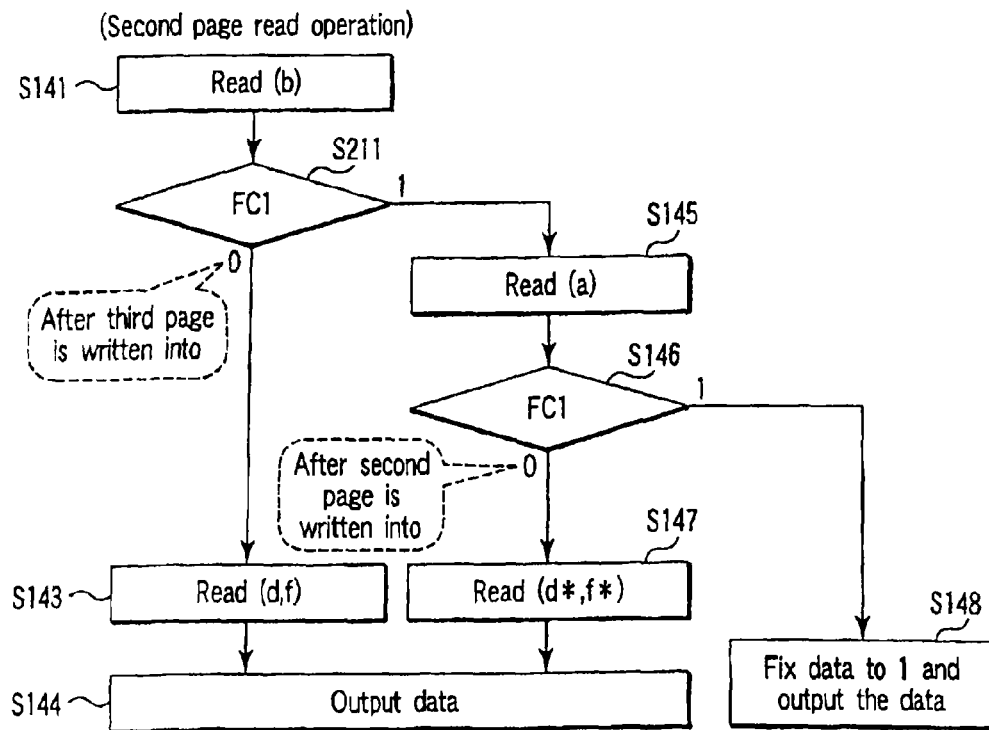 (Second page read operation)
S141
Read (b)
S211
FC1
1
0
After third page
is written into
S145
Read (a)
S146
FC1
1
0
After second
page is
written into
S147
S143
Read (d,f)
Read (d*,f*)
S148
S144
Output data
Fix data to 1 and
output the data